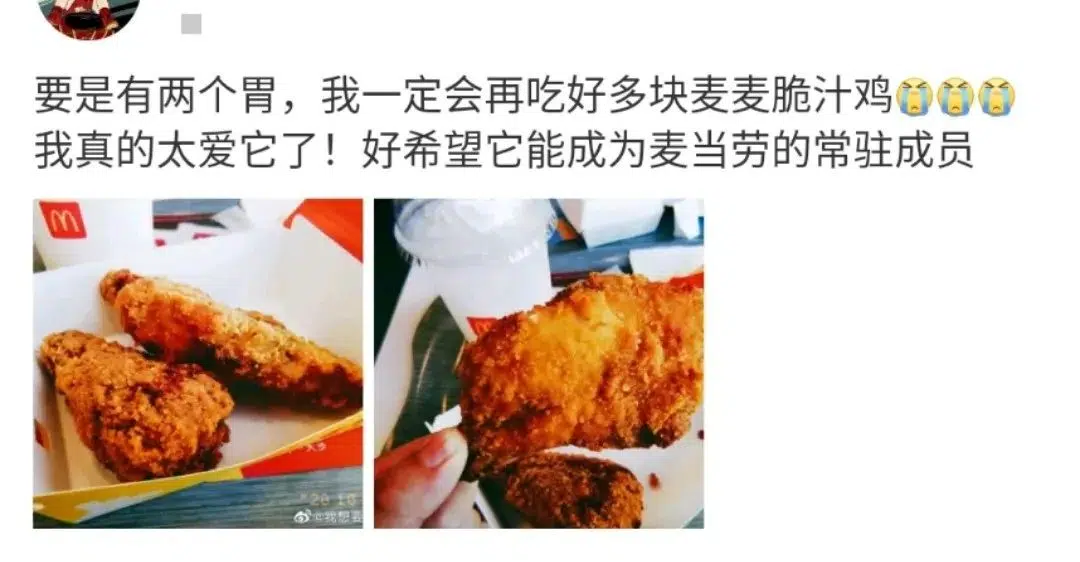 要是有两个胃，我一定会再吃好多块麦麦脆汁鸡😭😭😭
我真的太爱它了！好希望它能成为麦当劳的常驻成员